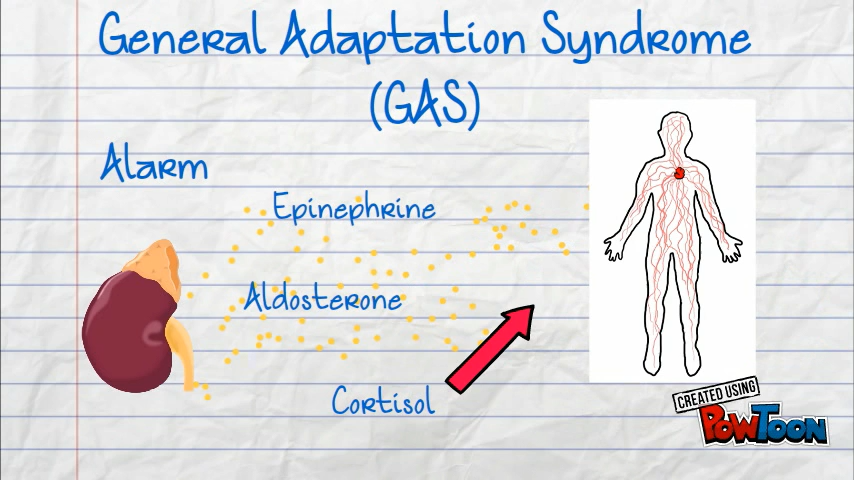 General Adaptation Syndrome
(GAS)
Alarm
Epinephrine
Aldosterone
Cortisol
CREATED USING
POWTOON